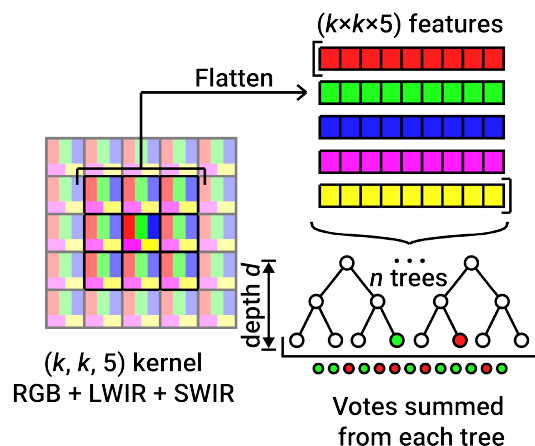 (k×k×5) features
Flatten
...
n trees
depth d
(k, k, 5) kernel
RGB + LWIR + SWIR
Votes summed
from each tree